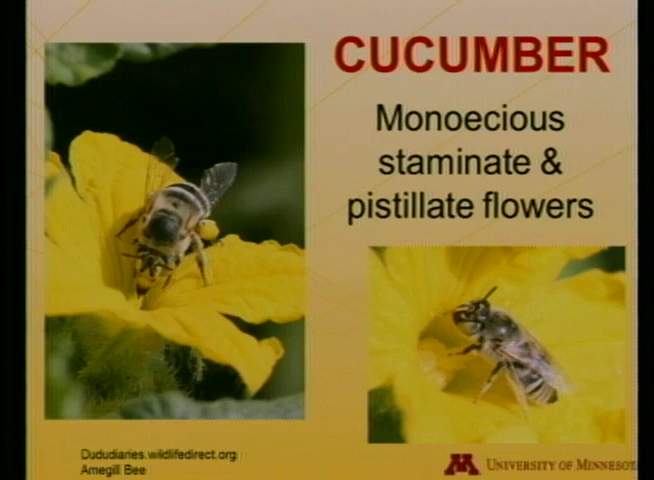 CUCUMBER
Monoecious
staminate &
pistillate flowers
Dududiaries.wildlifedirect.org
Amegill Bee
M UNIVERSITY OF MINNESOT